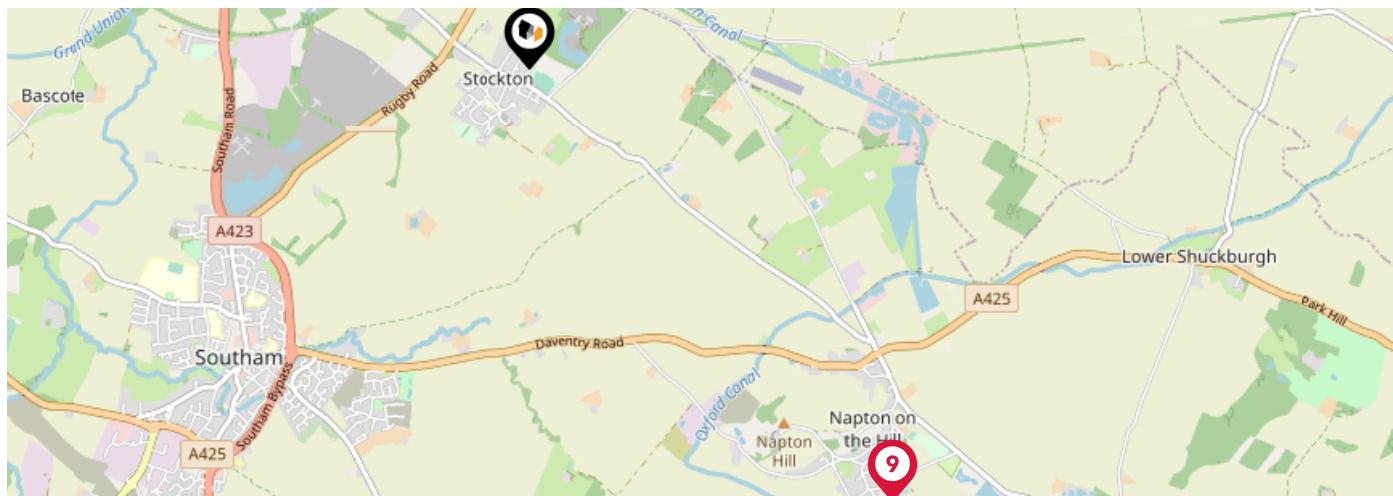 Grand Union
n-Canal
Bascote
Stockton
Rugby Road
Southam Road
A423
Lower Shuckburgh
A425
Park Hill
Daventry Road
Southam
Southam Bypass
Oxford Canal
Napton on
the Hill
Napton
Hill
A425
9